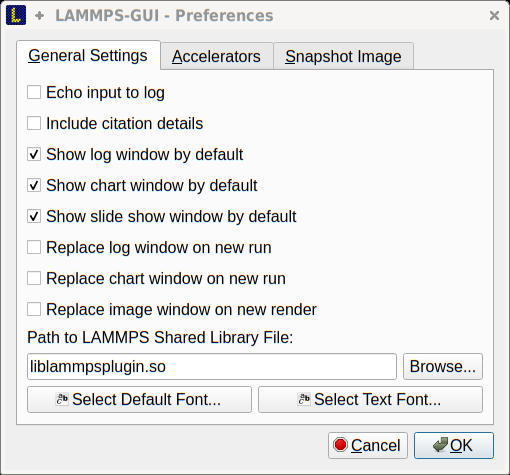 LAMMPS-GUI - Preferences
General Settings Accelerators Snapshot Image
Echo input to log
Include citation details
Show log window by default
Show chart window by default
Show slide show window by default
Replace log window on new run
Replace chart window on new run
Replace image window on new render
Path to LAMMPS Shared Library File:
liblammpsplugin.so Browse...
Select Default Font... Select Text Font...
Cancel OK